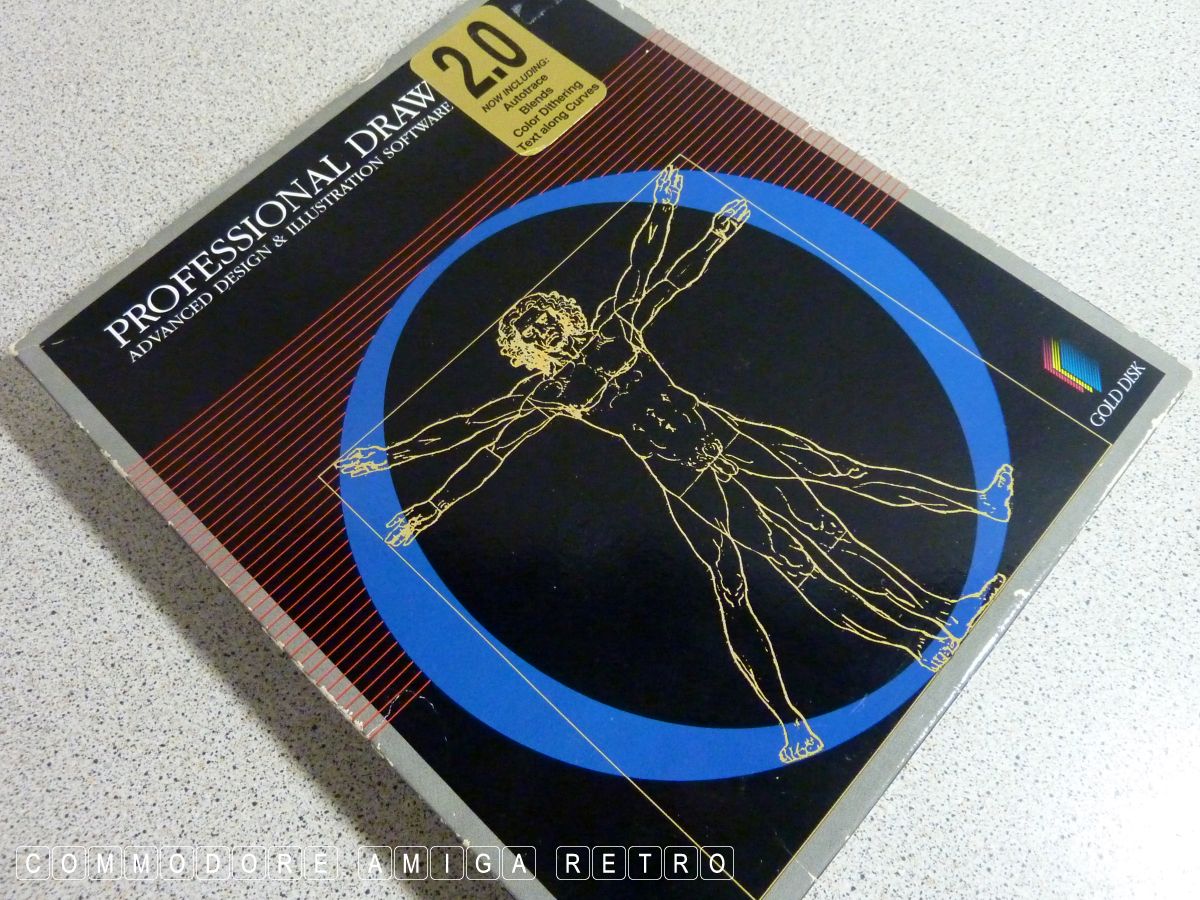 2.0
NOW INCLUDING:
Autotrace
Blends
Color Dithering
Text along Curves
PROFESSIONAL DRAW
ADVANCED DESIGN & ILLUSTRATION SOFTWARE
GOLD DISK
COMMODORE AMIGA RETRO